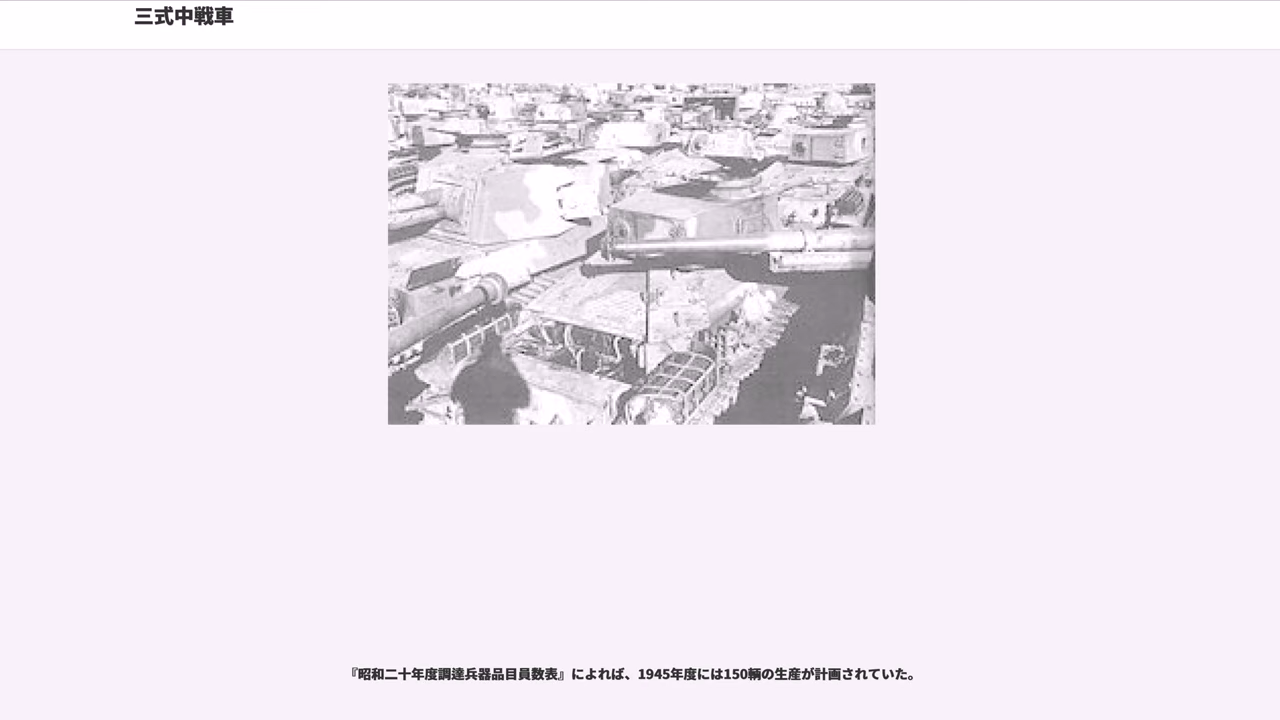 三式中戦車
『昭和二十年度調達兵器品目員数表』によれば、1945年度には150輌の生産が計画されていた。